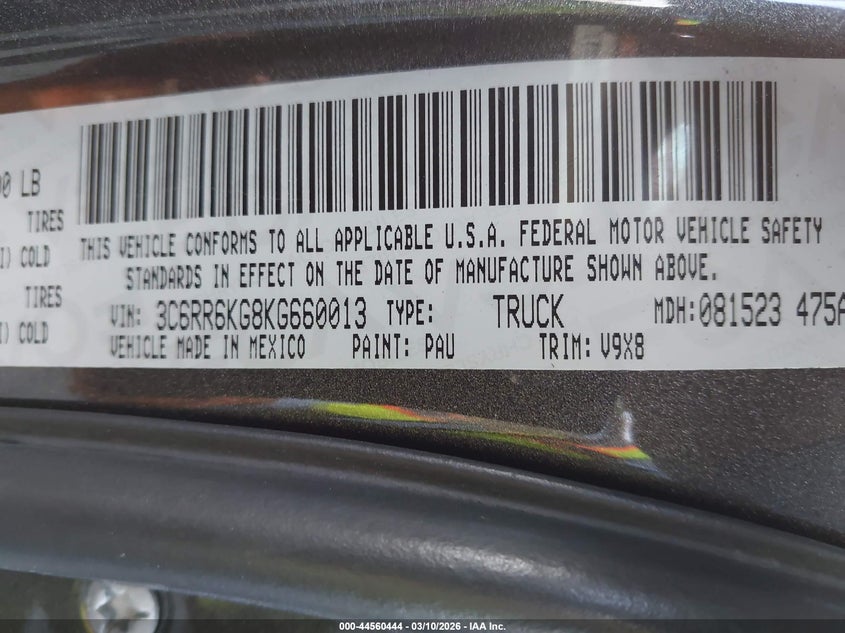 00 LB
TIRES
I) COLD
TIRES
I) COLD
THIS VEHICLE CONFORMS TO ALL APPLICABLE U.S.A. FEDERAL MOTOR VEHICLE SAFETY
STANDARDS IN EFFECT ON THE DATE OF MANUFACTURE SHOWN ABOVE.
VIN: 3C6RR6KG8KG660013 TYPE: TRUCK MDH:081523 475A
VEHICLE MADE IN MEXICO PAINT: PAU TRIM: V9X8
000-44560444 — 03/10/2026 — IAA Inc.